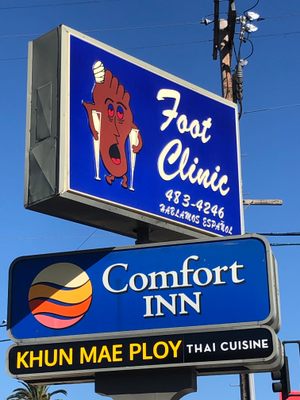 Foot
Clinic
483-4246
HABLAMOS ESPAÑOL
Comfort
INN
KHUN MAE PLOY THAI CUISINE